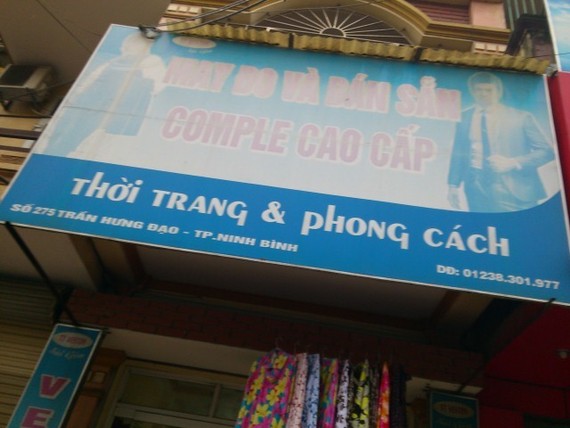 MAY ĐO VÀ BÁN SẴN
COMPLE CAO CẤP
THỜI TRANG & PHONG CÁCH
SỐ 275 TRẦN HƯNG ĐẠO - TP.NINH BÌNH
DĐ: 01238.301.977
VE